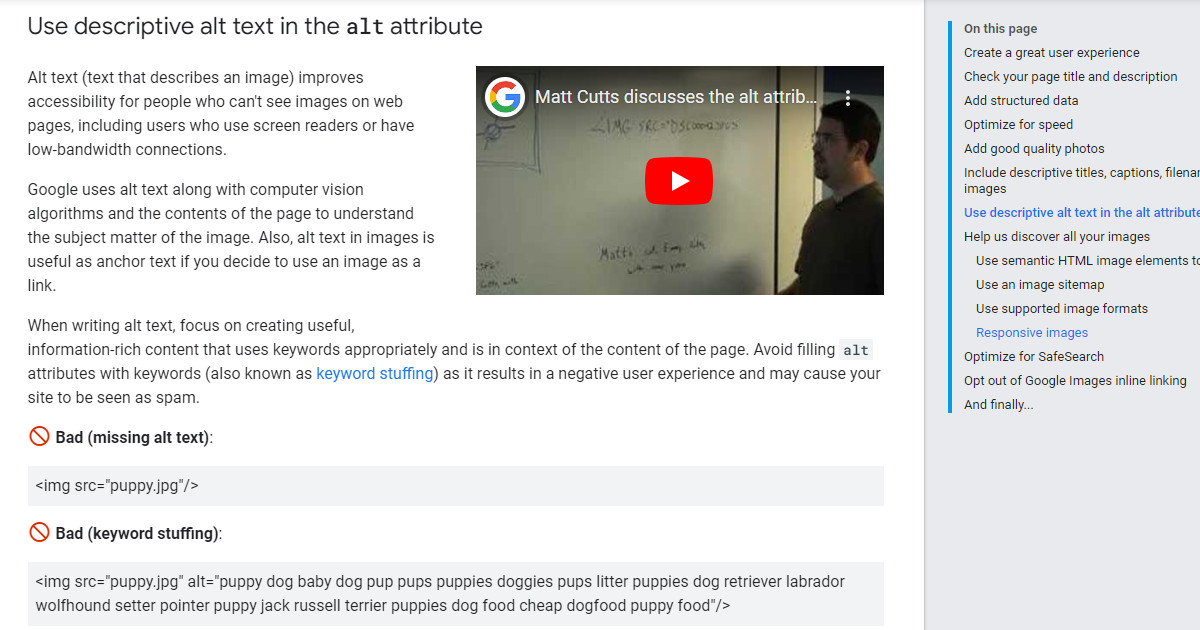 Use descriptive alt text in the alt attribute
Alt text (text that describes an image) improves
accessibility for people who can't see images on web
pages, including users who use screen readers or have
low-bandwidth connections.
Google uses alt text along with computer vision
algorithms and the contents of the page to understand
the subject matter of the image. Also, alt text in images is
useful as anchor text if you decide to use an image as a
link.
Matt Cutts discusses the alt attrib...
<IMG SRC="DSC00042.JPG">
When writing alt text, focus on creating useful,
information-rich content that uses keywords appropriately and is in context of the content of the page. Avoid filling alt
attributes with keywords (also known as keyword stuffing) as it results in a negative user experience and may cause your
site to be seen as spam.
Bad (missing alt text):
<img src="puppy.jpg"/>
Bad (keyword stuffing):
<img src="puppy.jpg" alt="puppy dog baby dog pup pups puppies doggies pups litter puppies dog retriever labrador
wolfhound setter pointer puppy jack russell terrier puppies dog food cheap dogfood puppy food"/>
On this page
Create a great user experience
Check your page title and description
Add structured data
Optimize for speed
Add good quality photos
Include descriptive titles, captions, filenam
images
Use descriptive alt text in the alt attribute
Help us discover all your images
Use semantic HTML image elements to
Use an image sitemap
Use supported image formats
Responsive images
Optimize for SafeSearch
Opt out of Google Images inline linking
And finally...